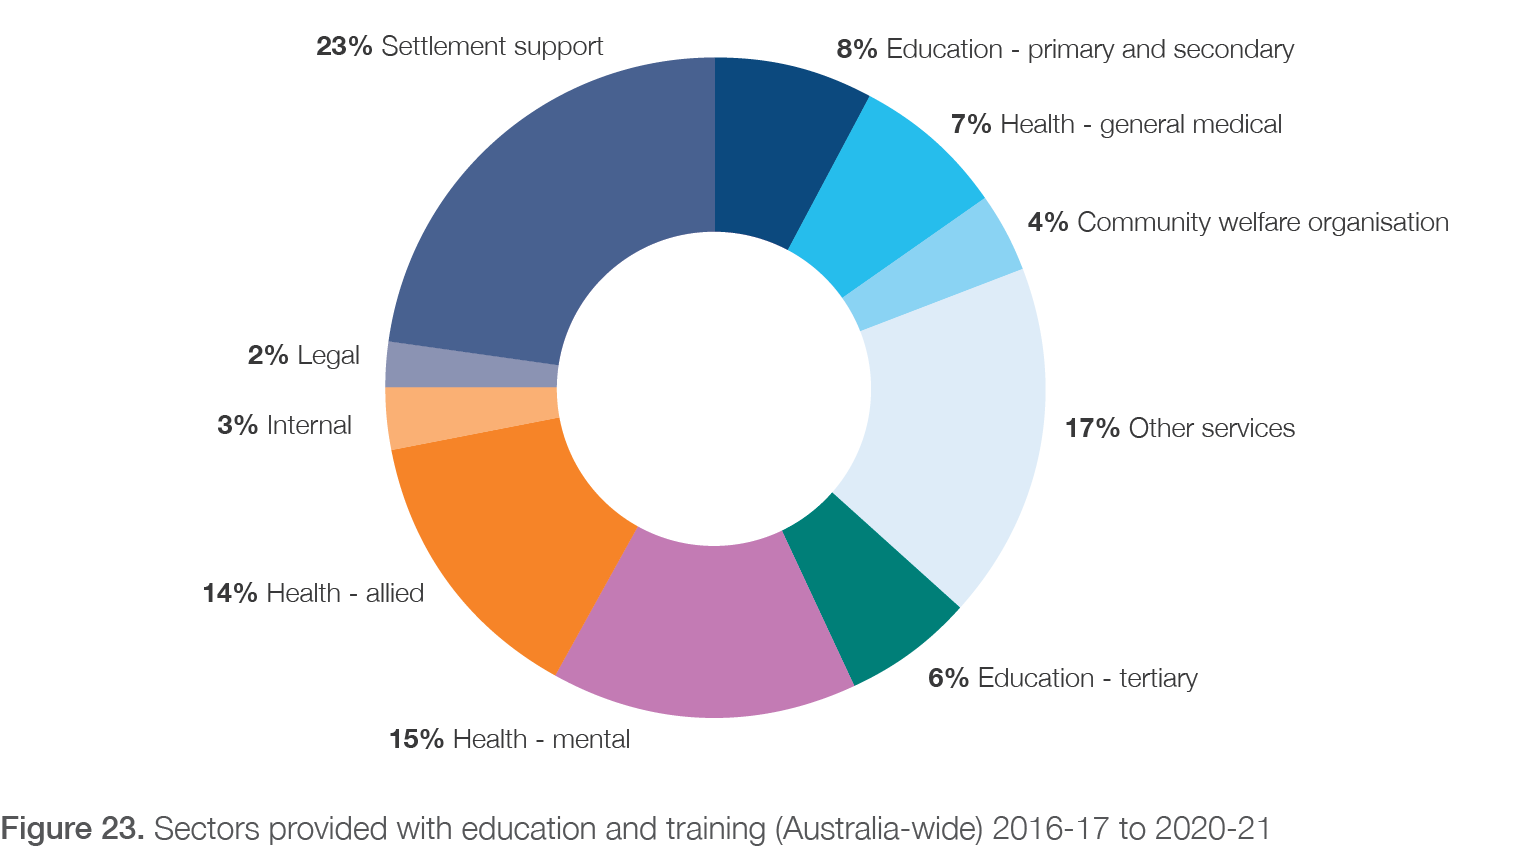 23% Settlement support
8% Education - primary and secondary
7% Health - general medical
4% Community welfare organisation
2% Legal
3% Internal
17% Other services
14% Health - allied
6% Education - tertiary
15% Health - mental
Figure 23. Sectors provided with education and training (Australia-wide) 2016-17 to 2020-21